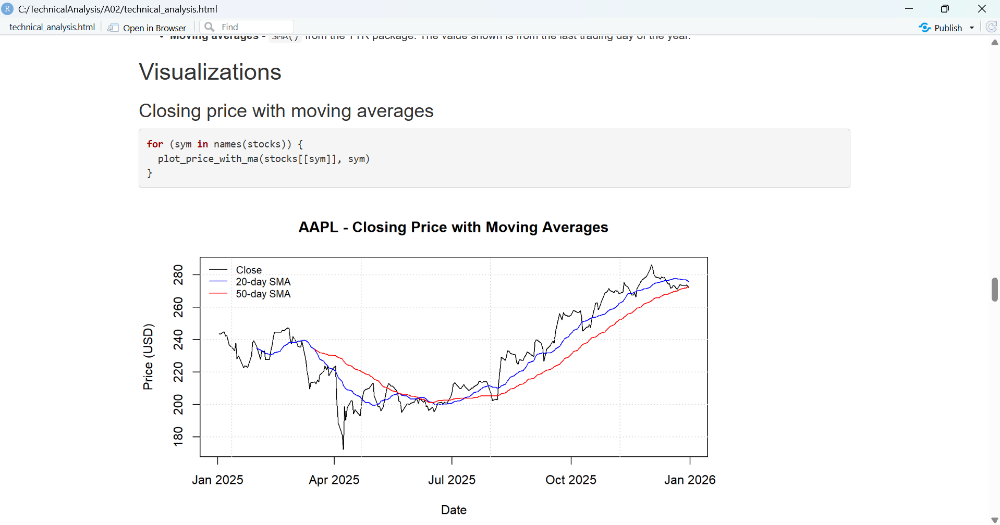 R C:/TechnicalAnalysis/A02/technical_analysis.html
technical_analysis.html Open in Browser Find Publish
• Moving averages - SMA() from the TTR package. The value shown is from the last trading day of the year.
Visualizations
Closing price with moving averages
for (sym in names(stocks)) {
  plot_price_with_ma(stocks[[sym]], sym)
}
AAPL - Closing Price with Moving Averages
Close
20-day SMA
50-day SMA
Price (USD)
280
260
240
220
200
180
Jan 2025 Apr 2025 Jul 2025 Oct 2025 Jan 2026
Date